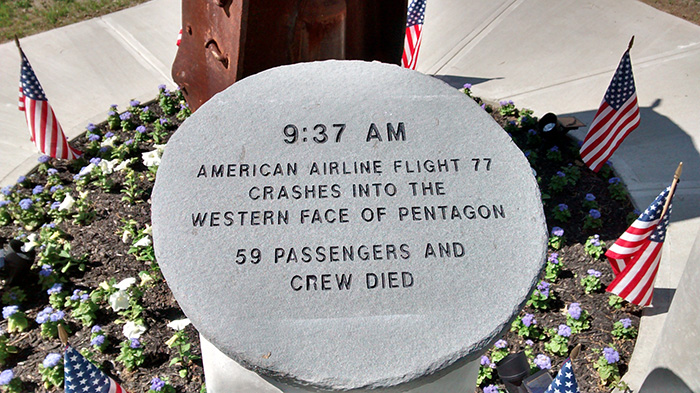 9:37 AM
AMERICAN AIRLINE FLIGHT 77
CRASHES INTO THE
WESTERN FACE OF PENTAGON
59 PASSENGERS AND
CREW DIED